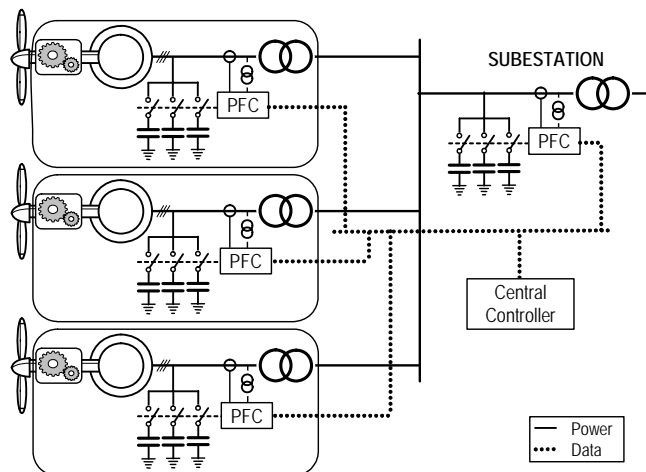 SUBESTATION
PFC
PFC
PFC
Central
Controller
PFC
Power
Data